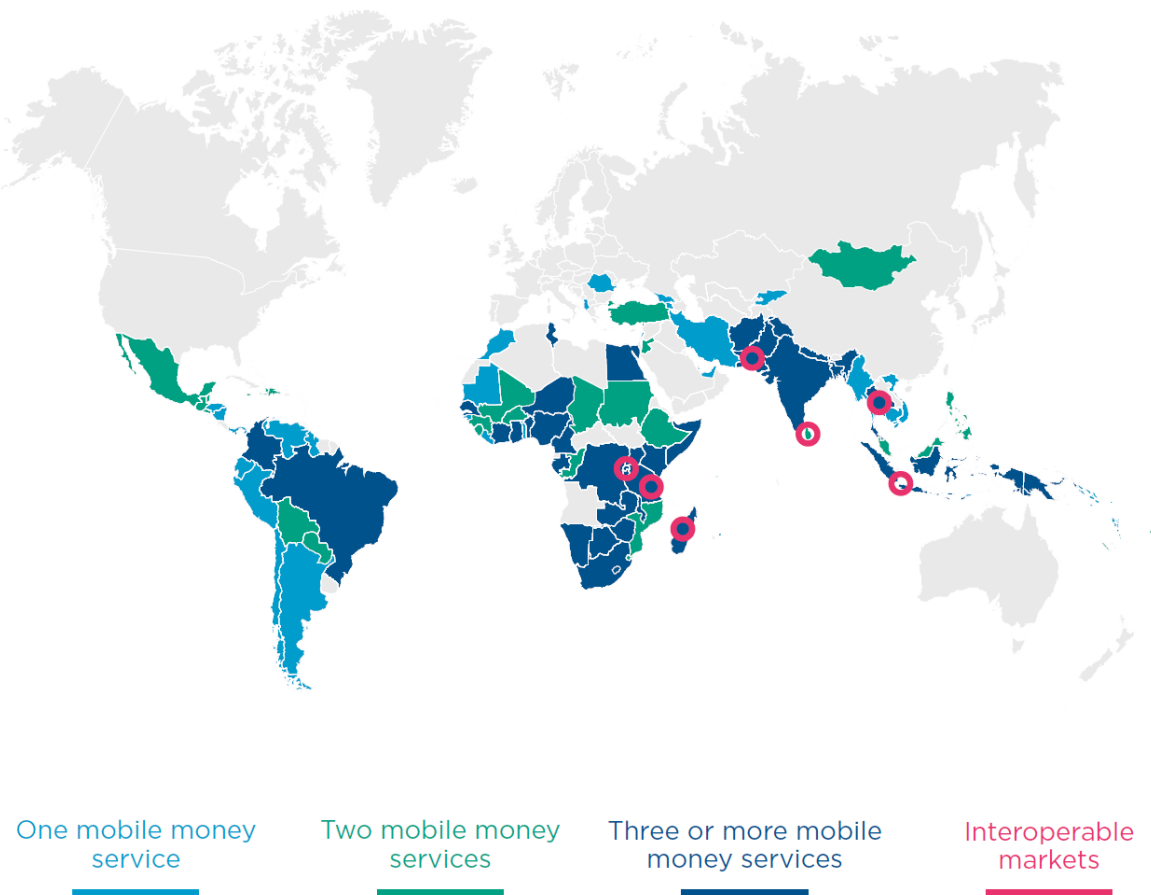 One mobile money
service
Two mobile money
services
Three or more mobile
money services
Interoperable
markets